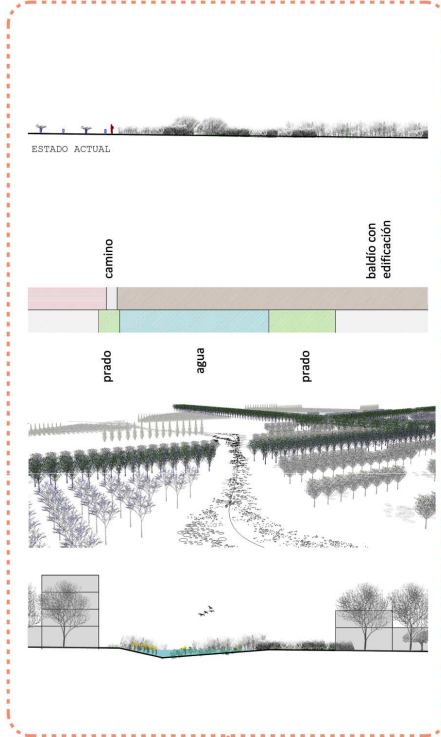 ESTADO ACTUAL
camino
baldío con
edificación
prado
agua
prado